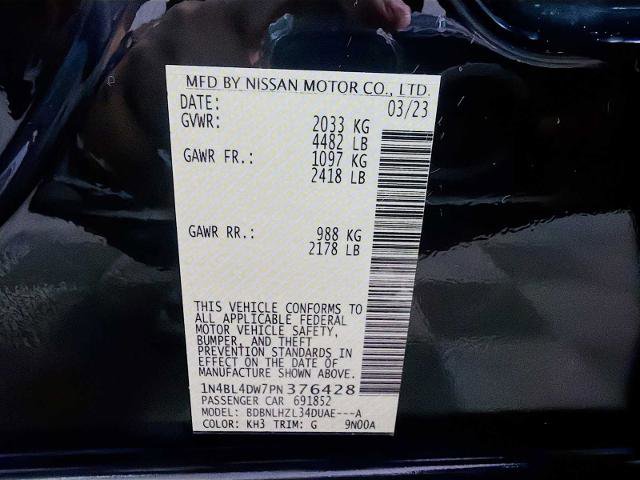 MFD BY NISSAN MOTOR CO., LTD.
DATE: 03/23
GVWR: 2033 KG
4482 LB
GAWR FR.: 1097 KG
2418 LB
GAWR RR.: 988 KG
2178 LB
THIS VEHICLE CONFORMS TO
ALL APPLICABLE FEDERAL
MOTOR VEHICLE SAFETY,
BUMPER, AND THEFT
PREVENTION STANDARDS IN
EFFECT ON THE DATE OF
MANUFACTURE SHOWN ABOVE.
1N4BL4DW7PN376428
PASSENGER CAR 691852
MODEL: BDBNLHZL34DUAE---A
COLOR: KH3 TRIM: G 9N00A